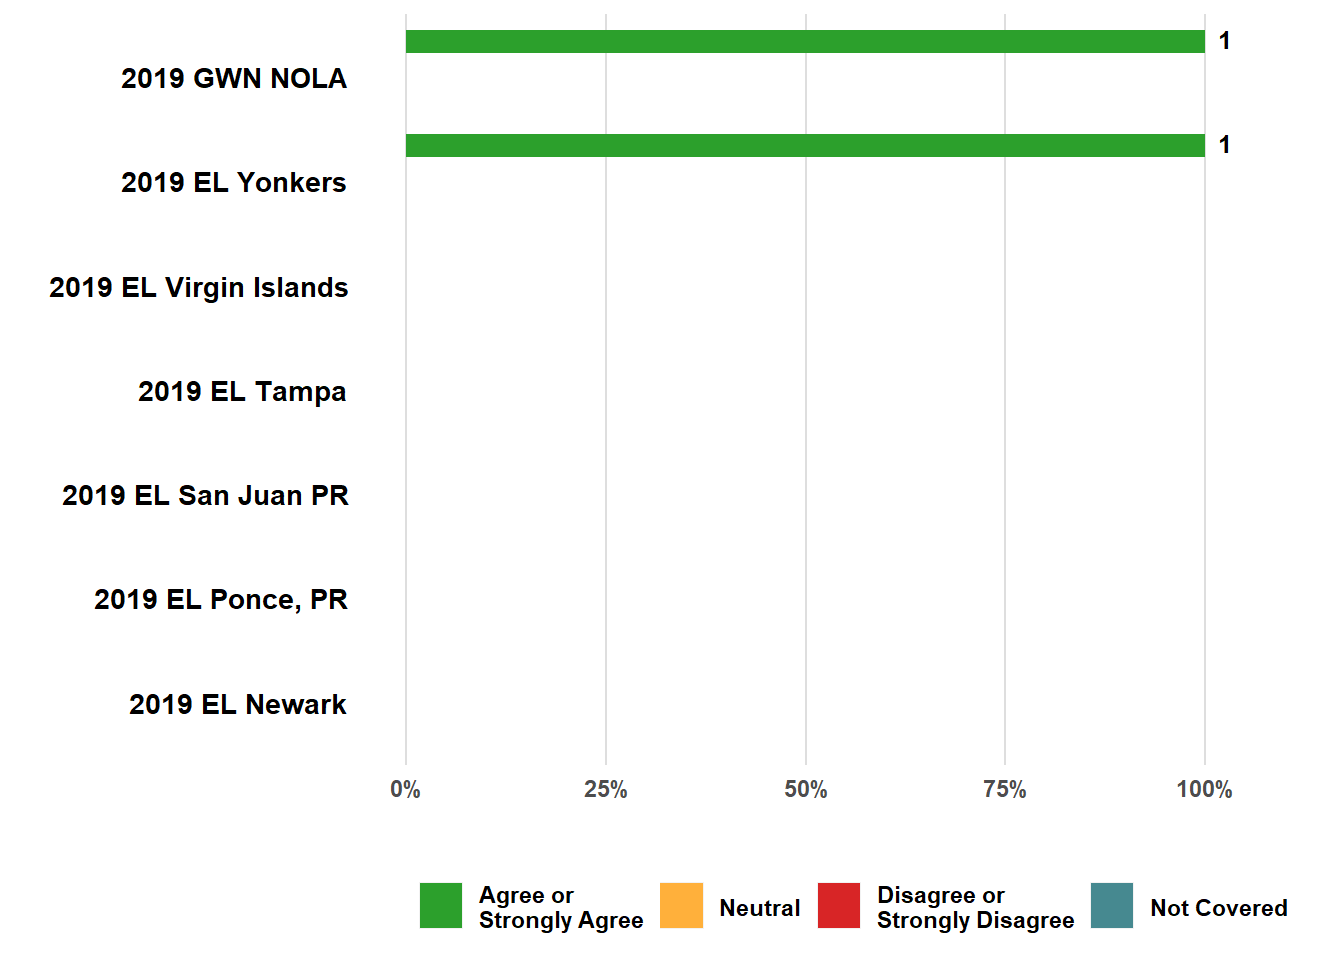 1
2019 GWN NOLA
1
2019 EL Yonkers
2019 EL Virgin Islands
2019 EL Tampa
2019 EL San Juan PR
2019 EL Ponce, PR
2019 EL Newark
0% 25% 50% 75% 100%
Agree or
Strongly Agree
Neutral
Disagree or
Strongly Disagree
Not Covered